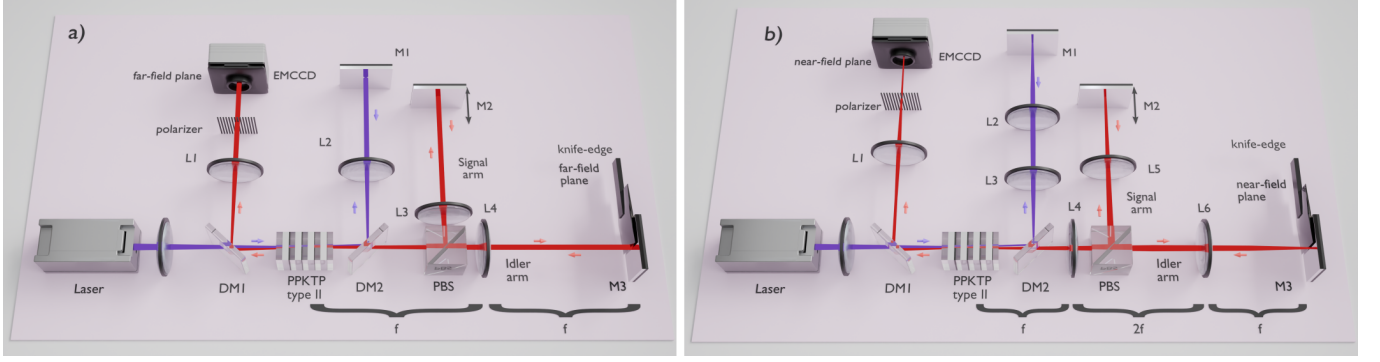 a)
M1
far-field plane
EMCCD
M2
polarizer
L2
knife-edge
L1
Signal
arm
far-field
plane
L3
L4
Idler
arm
Laser
DM1
PPKTP
type II
DM2
PBS
M3
f
f
b)
M1
near-field plane
EMCCD
M2
polarizer
L2
knife-edge
L1
L5
near-field
plane
L3
Signal
arm
L4
L6
Idler
arm
Laser
DM1
PPKTP
type II
DM2
PBS
M3
f
2f
f